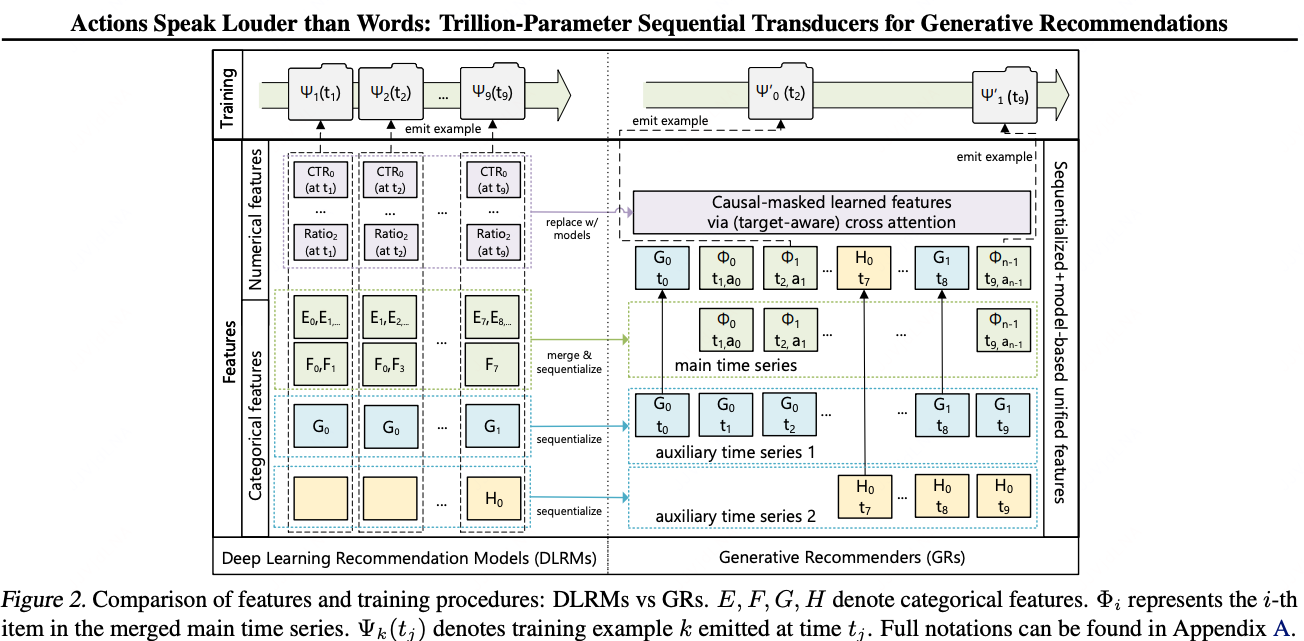 Actions Speak Louder than Words: Trillion-Parameter Sequential Transducers for Generative Recommendations
Training
Ψ₁(t₁)
Ψ₂(t₂)
...
Ψ₉(t₉)
emit example
Ψ'₀ (t₂)
Ψ'₁ (t₉)
emit example
emit example
Features
Numerical features
CTR₀
(at t₁)
CTR₀
(at t₂)
CTR₀
(at t₉)
...
...
...
...
Ratio₂
(at t₁)
Ratio₂
(at t₂)
Ratio₂
(at t₉)
replace w/
models
Causal-masked learned features
via (target-aware) cross attention
G₀
t₀
Φ₀
t₁,a₀
Φ₁
t₂, a₁
...
H₀
t₇
...
G₁
t₈
Φₙ₋₁
t₉, aₙ₋₁
Categorical features
E₀,E₁,...
E₁,E₂,...
E₇,E₈,...
...
F₀,F₁
F₀,F₃
F₇
merge &
sequentialize
Φ₀
t₁,a₀
Φ₁
t₂, a₁
...
...
Φₙ₋₁
t₉, aₙ₋₁
main time series
G₀
G₀
...
G₁
sequentialize
G₀
t₀
G₀
t₁
G₀
t₂
...
...
G₁
t₈
G₁
t₉
auxiliary time series 1
...
H₀
sequentialize
H₀
t₇
...
H₀
t₈
H₀
t₉
auxiliary time series 2
Sequentialized+model-based unified features
Deep Learning Recommendation Models (DLRMs)
Generative Recommenders (GRs)
Figure 2. Comparison of features and training procedures: DLRMs vs GRs. E, F, G, H denote categorical features. Φᵢ represents the i-th
item in the merged main time series. Ψₖ(tⱼ) denotes training example k emitted at time tⱼ. Full notations can be found in Appendix A.